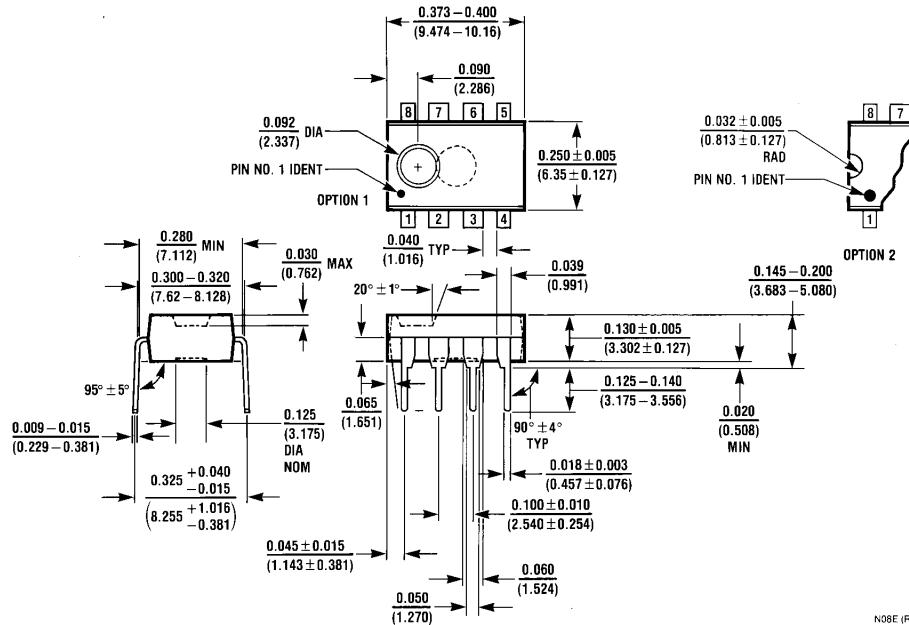 0.373 – 0.400
(9.474 – 10.16)
0.090
(2.286)
8 7 6 5
0.092 DIA
(2.337)
PIN NO. 1 IDENT
OPTION 1
1 2 3 4
0.250 ± 0.005
(6.35 ± 0.127)
0.032 ± 0.005
(0.813 ± 0.127)
RAD
PIN NO. 1 IDENT
8 7
1
OPTION 2
0.280 MIN
(7.112)
0.300 – 0.320
(7.62 – 8.128)
0.030 MAX
(0.762)
0.040 TYP
(1.016)
20° ± 1°
0.039
(0.991)
0.145 – 0.200
(3.683 – 5.080)
0.130 ± 0.005
(3.302 ± 0.127)
0.125 – 0.140
(3.175 – 3.556)
0.020
(0.508)
MIN
95° ± 5°
0.009 – 0.015
(0.229 – 0.381)
0.125
(3.175)
DIA
NOM
0.065
(1.651)
90° ± 4°
TYP
0.018 ± 0.003
(0.457 ± 0.076)
0.325 +0.040
–0.015
(8.255 +1.016
–0.381)
0.100 ± 0.010
(2.540 ± 0.254)
0.045 ± 0.015
(1.143 ± 0.381)
0.060
(1.524)
0.050
(1.270)
N08E (R